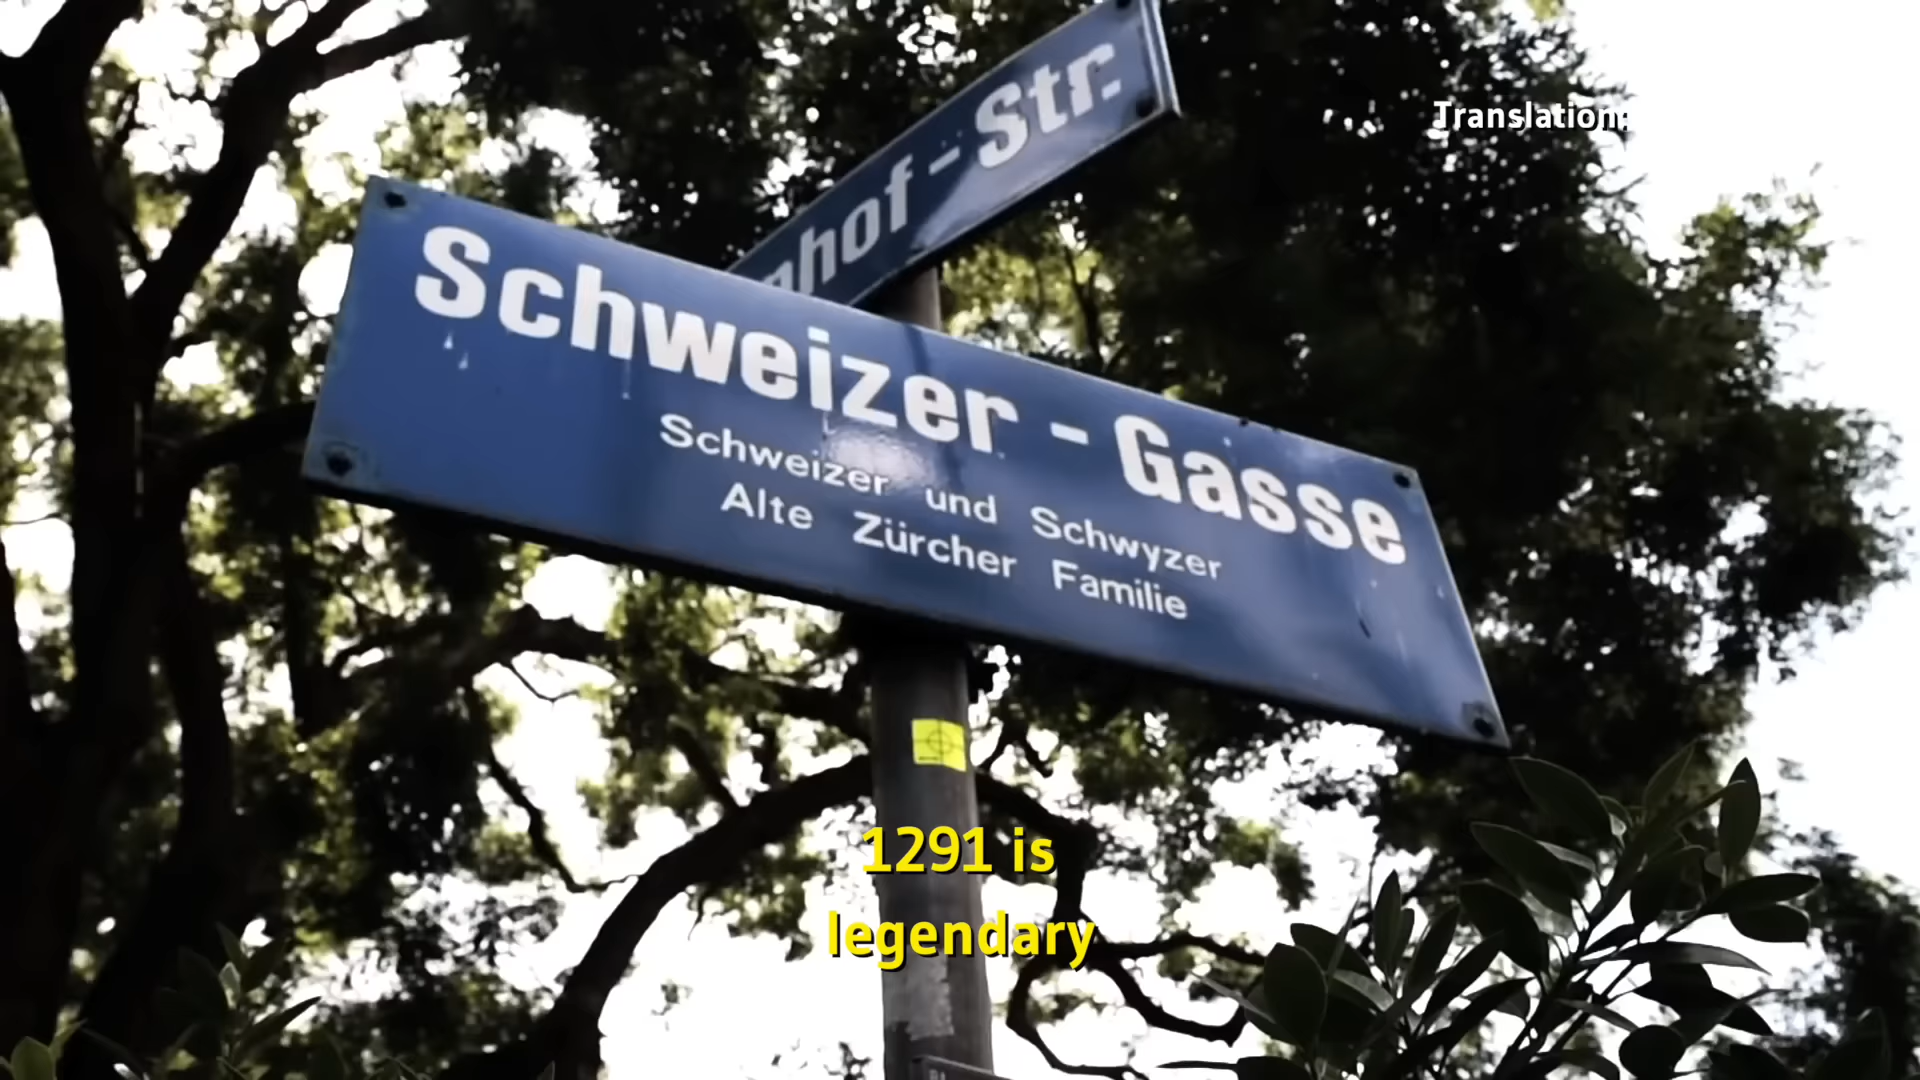 hof - Str.
Translation:
Schweizer - Gasse
Schweizer und Schwyzer
Alte Zürcher Familie
1291 is
legendary